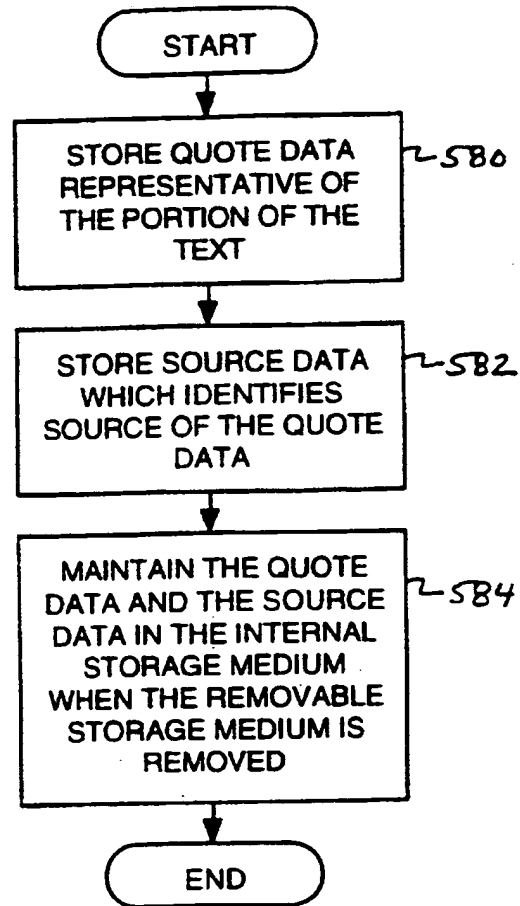 START
STORE QUOTE DATA
REPRESENTATIVE OF
THE PORTION OF THE
TEXT
580
STORE SOURCE DATA
WHICH IDENTIFIES
SOURCE OF THE QUOTE
DATA
582
MAINTAIN THE QUOTE
DATA AND THE SOURCE
DATA IN THE INTERNAL
STORAGE MEDIUM
WHEN THE REMOVABLE
STORAGE MEDIUM IS
REMOVED
584
END